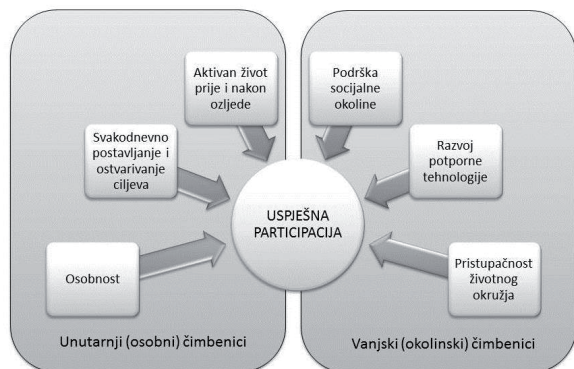 Aktivan život
prije i nakon
ozljede
Podrška
socijalne
okoline
Svakodnevno
postavljanje i
ostvarivanje
ciljeva
Razvoj
potporne
tehnologije
USPJEŠNA
PARTICIPACIJA
Osobnost
Pristupačnost
životnog
okružja
Unutarnji (osobni) čimbenici
Vanjski (okolinski) čimbenici